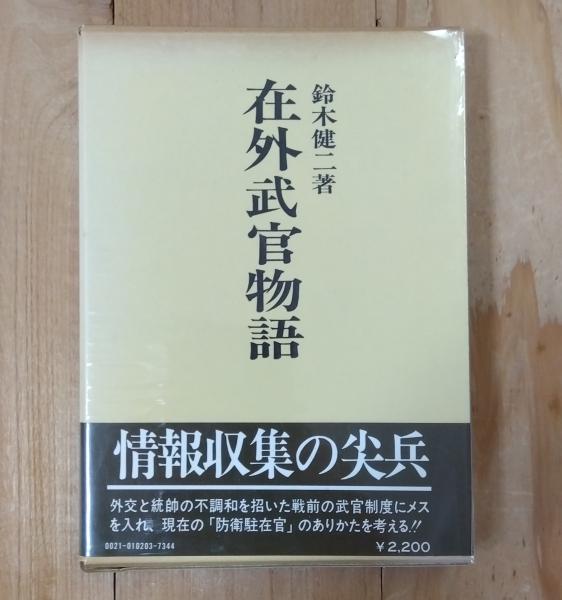 鈴木健二著
在外武官物語
情報収集の尖兵
外交と統帥の不調和を招いた戦前の武官制度にメス
を入れ、現在の「防衛駐在官」のありかたを考える!!
0021-010203-7344
￥2,200